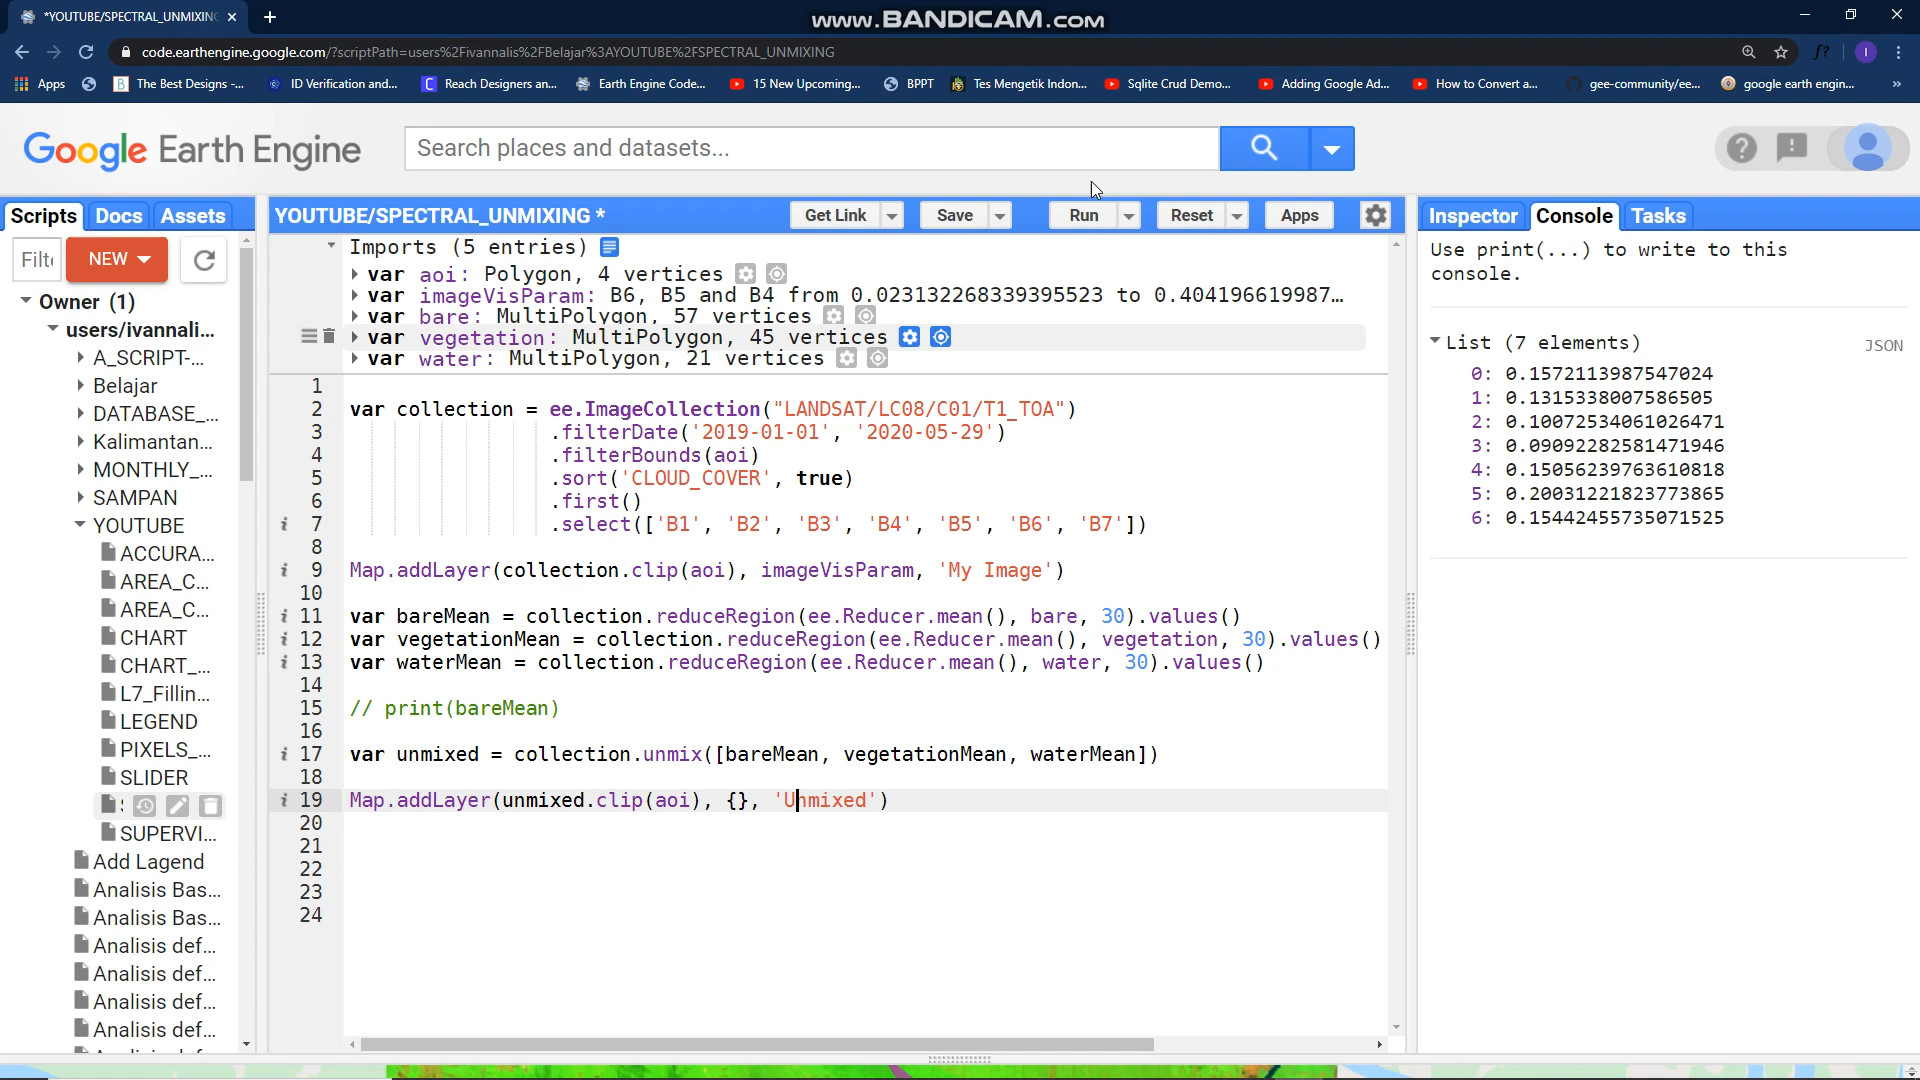 *YOUTUBE/SPECTRAL_UNMIXING
www.BANDICAM.com
code.earthengine.google.com/?scriptPath=users%2Fivannalis%2FBelajar%3AYOUTUBE%2FSPECTRAL_UNMIXING
f?
I
Apps
The Best Designs -...
ID Verification and...
Reach Designers an...
Earth Engine Code...
15 New Upcoming...
BPPT
Tes Mengetik Indon...
Sqlite Crud Demo...
Adding Google Ad...
How to Convert a...
gee-community/ee...
google earth engin...
»
Google Earth Engine
Search places and datasets...
Scripts Docs Assets
YOUTUBE/SPECTRAL_UNMIXING *
Get Link Save Run Reset Apps
Inspector Console Tasks
NEW
Owner (1)
users/ivannali...
A_SCRIPT-...
Belajar
DATABASE_...
Kalimantan...
MONTHLY_...
SAMPAN
YOUTUBE
ACCURA...
AREA_C...
AREA_C...
CHART
CHART_...
L7_Fillin...
LEGEND
PIXELS_...
SLIDER
SUPERVI...
Add Lagend
Analisis Bas...
Analisis Bas...
Analisis def...
Analisis def...
Analisis def...
Analisis def...
Imports (5 entries)
var aoi: Polygon, 4 vertices
var imageVisParam: B6, B5 and B4 from 0.023132268339395523 to 0.404196619987…
var bare: MultiPolygon, 57 vertices
var vegetation: MultiPolygon, 45 vertices
var water: MultiPolygon, 21 vertices
1
2 var collection = ee.ImageCollection("LANDSAT/LC08/C01/T1_TOA")
3 .filterDate('2019-01-01', '2020-05-29')
4 .filterBounds(aoi)
5 .sort('CLOUD_COVER', true)
6 .first()
i 7 .select(['B1', 'B2', 'B3', 'B4', 'B5', 'B6', 'B7'])
8
i 9 Map.addLayer(collection.clip(aoi), imageVisParam, 'My Image')
10
i 11 var bareMean = collection.reduceRegion(ee.Reducer.mean(), bare, 30).values()
i 12 var vegetationMean = collection.reduceRegion(ee.Reducer.mean(), vegetation, 30).values()
i 13 var waterMean = collection.reduceRegion(ee.Reducer.mean(), water, 30).values()
14
15 // print(bareMean)
16
i 17 var unmixed = collection.unmix([bareMean, vegetationMean, waterMean])
18
i 19 Map.addLayer(unmixed.clip(aoi), {}, 'Unmixed')
20
21
22
23
24
Use print(...) to write to this
console.
List (7 elements) JSON
0: 0.1572113987547024
1: 0.1315338007586505
2: 0.10072534061026471
3: 0.09092282581471946
4: 0.15056239763610818
5: 0.20031221823773865
6: 0.15442455735071525